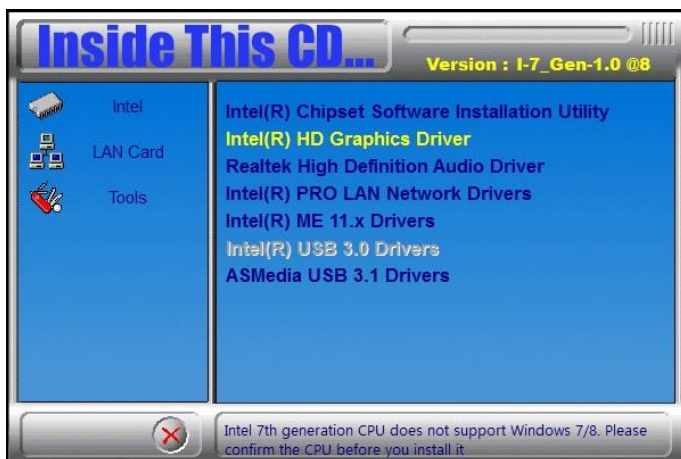 Inside This CD...
Version : I-7_Gen-1.0 @8
Intel
LAN Card
Tools
Intel(R) Chipset Software Installation Utility
Intel(R) HD Graphics Driver
Realtek High Definition Audio Driver
Intel(R) PRO LAN Network Drivers
Intel(R) ME 11.x Drivers
Intel(R) USB 3.0 Drivers
ASMedia USB 3.1 Drivers
Intel 7th generation CPU does not support Windows 7/8. Please
confirm the CPU before you install it